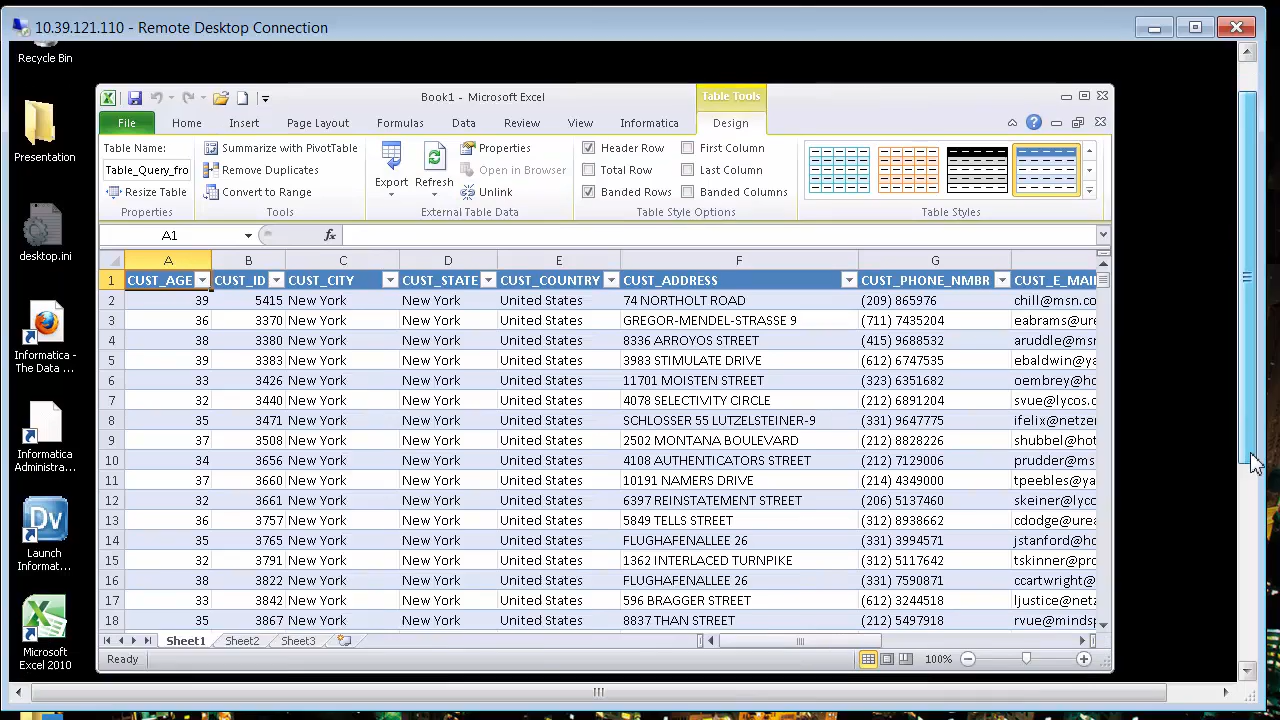 10.39.121.110 - Remote Desktop Connection
Recycle Bin
Presentation
desktop.ini
Informatica -
The Data ...
Informatica
Administra...
Dv
Launch
Informat...
Microsoft
Excel 2010
Book1 - Microsoft Excel
Table Tools
File Home Insert Page Layout Formulas Data Review View Informatica Design
Table Name:
Table_Query_fro
Resize Table
Properties
Summarize with PivotTable
Remove Duplicates
Convert to Range
Tools
Export Refresh
Properties
Open in Browser
Unlink
External Table Data
Header Row First Column
Total Row Last Column
Banded Rows Banded Columns
Table Style Options
Table Styles
A1 fx
A B C D E F G
1 CUST_AGE CUST_ID CUST_CITY CUST_STATE CUST_COUNTRY CUST_ADDRESS CUST_PHONE_NMBR CUST_E_MAI
2 39 5415 New York New York United States 74 NORTHOLT ROAD (209) 865976 chill@msn.co
3 36 3370 New York New York United States GREGOR-MENDEL-STRASSE 9 (711) 7435204 eabrams@ure
4 38 3380 New York New York United States 8336 ARROYOS STREET (415) 9688532 aruddle@msn
5 39 3383 New York New York United States 3983 STIMULATE DRIVE (612) 6747535 ebaldwin@ya
6 33 3426 New York New York United States 11701 MOISTEN STREET (323) 6351682 oembrey@ho
7 32 3440 New York New York United States 4078 SELECTIVITY CIRCLE (212) 6891204 svue@lycos.
8 35 3471 New York New York United States SCHLOSSER 55 LUTZELSTEINER-9 (331) 9647775 ifelix@netze
9 37 3508 New York New York United States 2502 MONTANA BOULEVARD (212) 8828226 shubbel@hot
10 34 3656 New York New York United States 4108 AUTHENTICATORS STREET (212) 7129006 prudder@ms
11 37 3660 New York New York United States 10191 NAMERS DRIVE (214) 4349000 tpeebles@ya
12 32 3661 New York New York United States 6397 REINSTATEMENT STREET (206) 5137460 skeiner@lyco
13 36 3757 New York New York United States 5849 TELLS STREET (312) 8938662 cdodge@ure
14 35 3765 New York New York United States FLUGHAFENALLEE 26 (331) 3994571 jstanford@ho
15 32 3791 New York New York United States 1362 INTERLACED TURNPIKE (312) 5117642 tskinner@pro
16 38 3822 New York New York United States FLUGHAFENALLEE 26 (331) 7590871 ccartwright@
17 33 3842 New York New York United States 596 BRAGGER STREET (612) 3244518 ljustice@net
18 35 3867 New York New York United States 8837 THAN STREET (212) 5497918 rvue@minds
Sheet1 Sheet2 Sheet3
Ready 100%